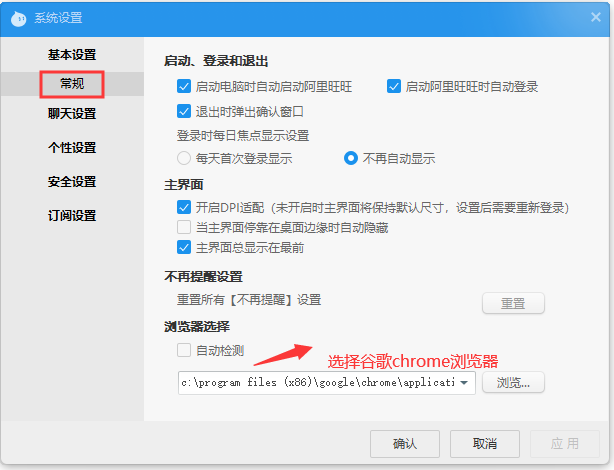 系统设置
基本设置
常规
聊天设置
个性设置
安全设置
订阅设置
启动、登录和退出
启动电脑时自动启动阿里旺旺 启动阿里旺旺时自动登录
退出时弹出确认窗口
登录时每日焦点显示设置
每天首次登录显示 不再自动显示
主界面
开启DPI适配（未开启时主界面将保持默认尺寸，设置后需要重新登录）
当主界面停靠在桌面边缘时自动隐藏
主界面总显示在最前
不再提醒设置
重置所有【不再提醒】设置 重置
浏览器选择
自动检测
选择谷歌chrome浏览器
c:\program files (x86)\google\chrome\applicati 浏览...
确认 取消 应用